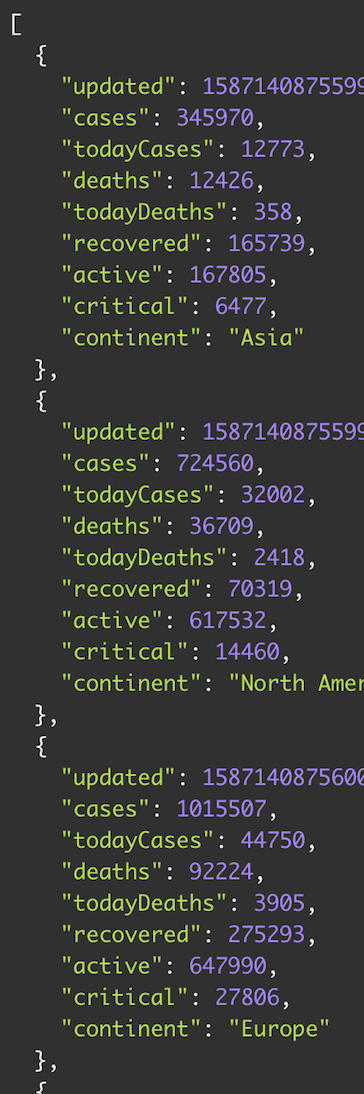 [
{
"updated": 1587140875599
"cases": 345970,
"todayCases": 12773,
"deaths": 12426,
"todayDeaths": 358,
"recovered": 165739,
"active": 167805,
"critical": 6477,
"continent": "Asia"
},
{
"updated": 1587140875599
"cases": 724560,
"todayCases": 32002,
"deaths": 36709,
"todayDeaths": 2418,
"recovered": 70319,
"active": 617532,
"critical": 14460,
"continent": "North Amer
},
{
"updated": 1587140875600
"cases": 1015507,
"todayCases": 44750,
"deaths": 92224,
"todayDeaths": 3905,
"recovered": 275293,
"active": 647990,
"critical": 27806,
"continent": "Europe"
},
{